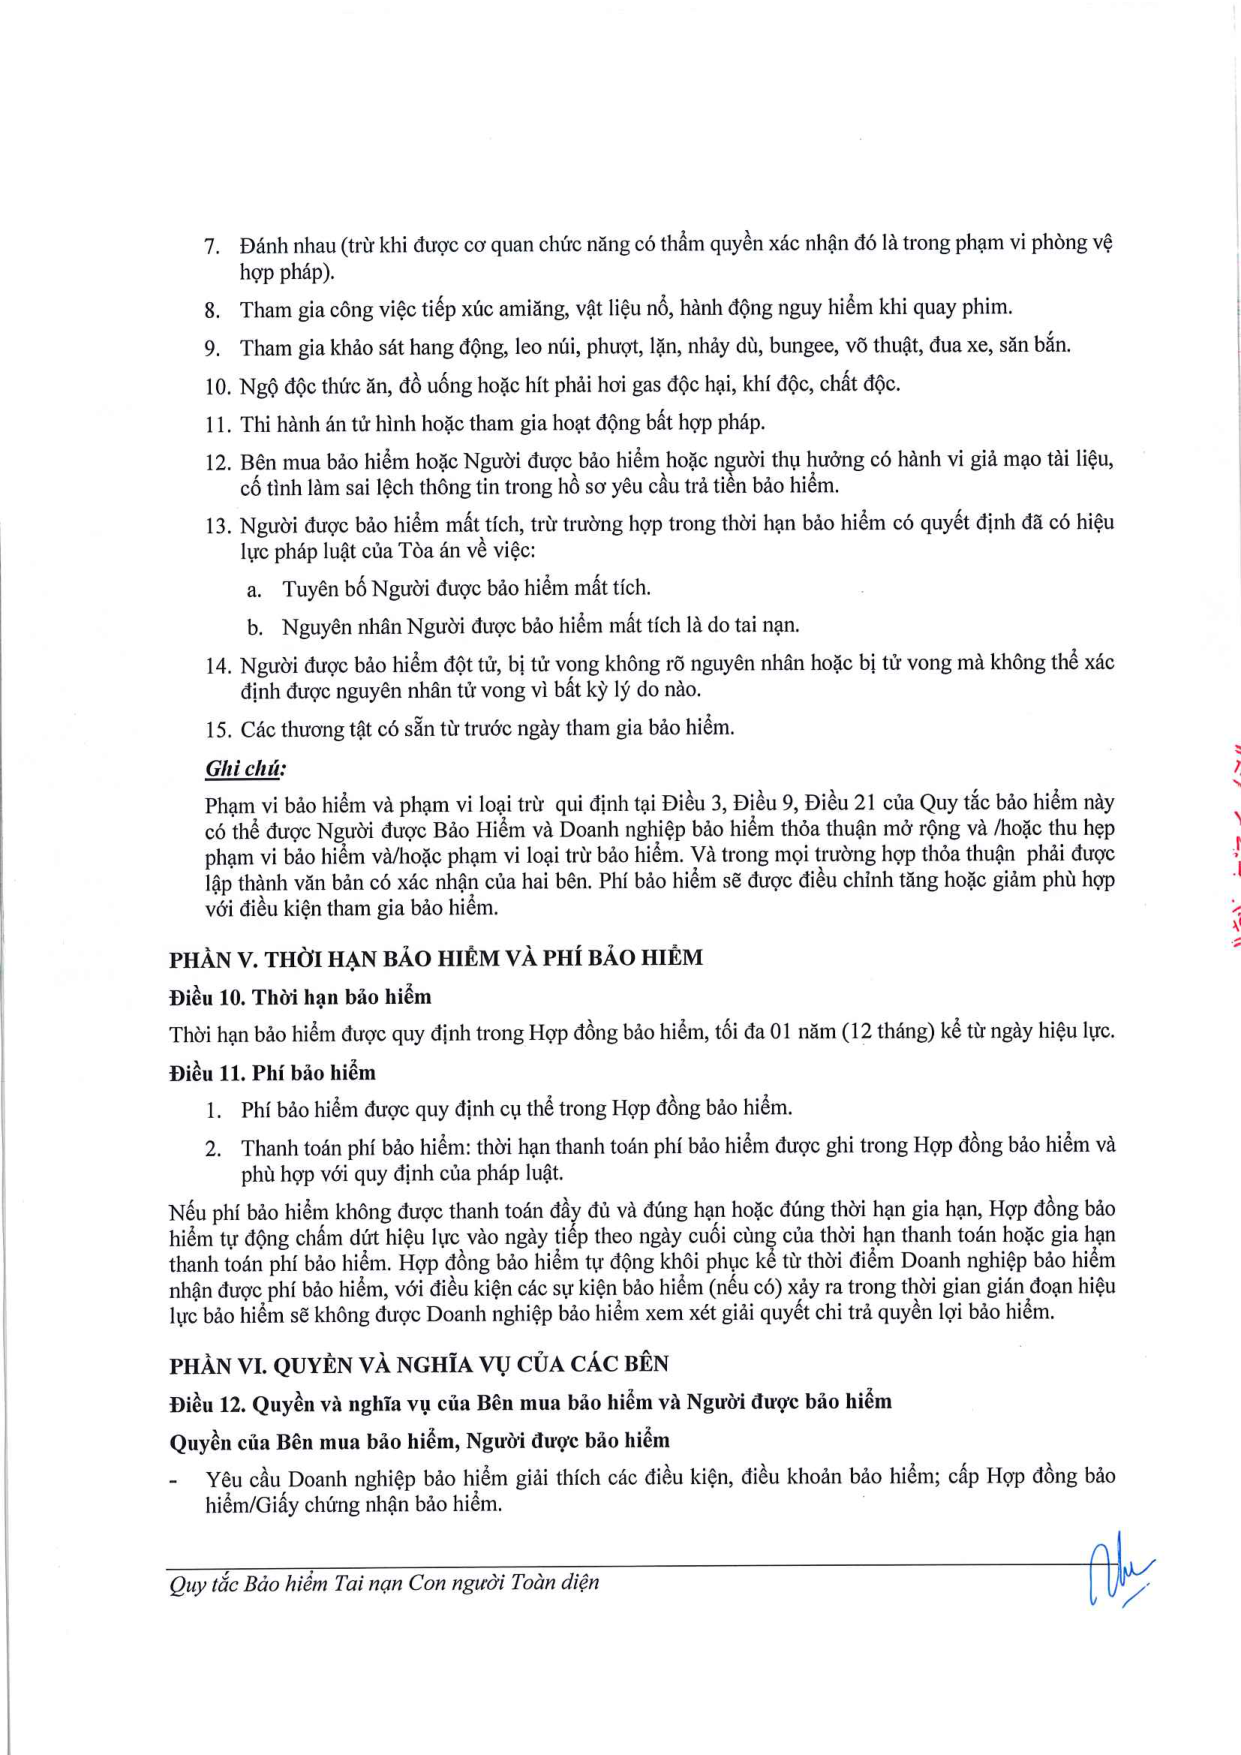 7. Đánh nhau (trừ khi được cơ quan chức năng có thẩm quyền xác nhận đó là trong phạm vi phòng vệ
hợp pháp).
8. Tham gia công việc tiếp xúc amiăng, vật liệu nổ, hành động nguy hiểm khi quay phim.
9. Tham gia khảo sát hang động, leo núi, phượt, lặn, nhảy dù, bungee, võ thuật, đua xe, săn bắn.
10. Ngộ độc thức ăn, đồ uống hoặc hít phải hơi gas độc hại, khí độc, chất độc.
11. Thi hành án tử hình hoặc tham gia hoạt động bất hợp pháp.
12. Bên mua bảo hiểm hoặc Người được bảo hiểm hoặc người thụ hưởng có hành vi giả mạo tài liệu,
cố tình làm sai lệch thông tin trong hồ sơ yêu cầu trả tiền bảo hiểm.
13. Người được bảo hiểm mất tích, trừ trường hợp trong thời hạn bảo hiểm có quyết định đã có hiệu
lực pháp luật của Tòa án về việc:
a. Tuyên bố Người được bảo hiểm mất tích.
b. Nguyên nhân Người được bảo hiểm mất tích là do tai nạn.
14. Người được bảo hiểm đột tử, bị tử vong không rõ nguyên nhân hoặc bị tử vong mà không thể xác
định được nguyên nhân tử vong vì bất kỳ lý do nào.
15. Các thương tật có sẵn từ trước ngày tham gia bảo hiểm.
Ghi chú:
Phạm vi bảo hiểm và phạm vi loại trừ qui định tại Điều 3, Điều 9, Điều 21 của Quy tắc bảo hiểm này
có thể được Người được Bảo Hiểm và Doanh nghiệp bảo hiểm thỏa thuận mở rộng và /hoặc thu hẹp
phạm vi bảo hiểm và/hoặc phạm vi loại trừ bảo hiểm. Và trong mọi trường hợp thỏa thuận phải được
lập thành văn bản có xác nhận của hai bên. Phí bảo hiểm sẽ được điều chỉnh tăng hoặc giảm phù hợp
với điều kiện tham gia bảo hiểm.
PHẦN V. THỜI HẠN BẢO HIỂM VÀ PHÍ BẢO HIỂM
Điều 10. Thời hạn bảo hiểm
Thời hạn bảo hiểm được quy định trong Hợp đồng bảo hiểm, tối đa 01 năm (12 tháng) kể từ ngày hiệu lực.
Điều 11. Phí bảo hiểm
1. Phí bảo hiểm được quy định cụ thể trong Hợp đồng bảo hiểm.
2. Thanh toán phí bảo hiểm: thời hạn thanh toán phí bảo hiểm được ghi trong Hợp đồng bảo hiểm và
phù hợp với quy định của pháp luật.
Nếu phí bảo hiểm không được thanh toán đầy đủ và đúng hạn hoặc đúng thời hạn gia hạn, Hợp đồng bảo
hiểm tự động chấm dứt hiệu lực vào ngày tiếp theo ngày cuối cùng của thời hạn thanh toán hoặc gia hạn
thanh toán phí bảo hiểm. Hợp đồng bảo hiểm tự động khôi phục kể từ thời điểm Doanh nghiệp bảo hiểm
nhận được phí bảo hiểm, với điều kiện các sự kiện bảo hiểm (nếu có) xảy ra trong thời gian gián đoạn hiệu
lực bảo hiểm sẽ không được Doanh nghiệp bảo hiểm xem xét giải quyết chi trả quyền lợi bảo hiểm.
PHẦN VI. QUYỀN VÀ NGHĨA VỤ CỦA CÁC BÊN
Điều 12. Quyền và nghĩa vụ của Bên mua bảo hiểm và Người được bảo hiểm
Quyền của Bên mua bảo hiểm, Người được bảo hiểm
- Yêu cầu Doanh nghiệp bảo hiểm giải thích các điều kiện, điều khoản bảo hiểm; cấp Hợp đồng bảo
hiểm/Giấy chứng nhận bảo hiểm.
Quy tắc Bảo hiểm Tai nạn Con người Toàn diện